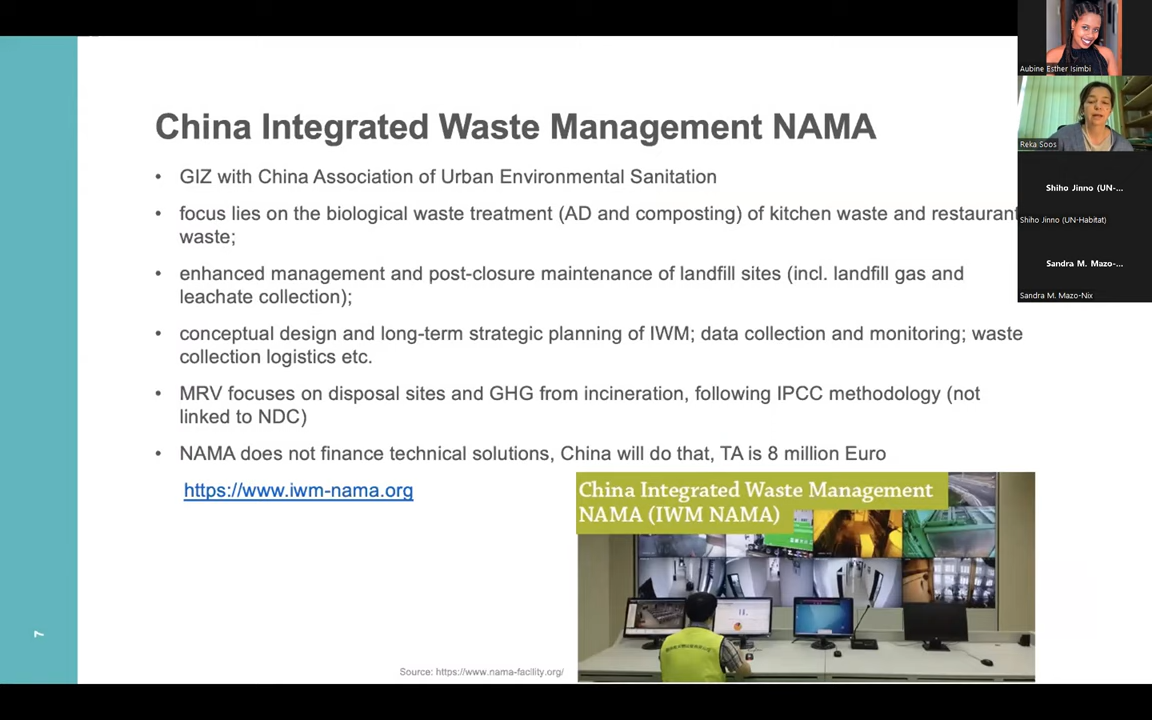 China Integrated Waste Management NAMA
• GIZ with China Association of Urban Environmental Sanitation
• focus lies on the biological waste treatment (AD and composting) of kitchen waste and restaurant
waste;
• enhanced management and post-closure maintenance of landfill sites (incl. landfill gas and
leachate collection);
• conceptual design and long-term strategic planning of IWM; data collection and monitoring; waste
collection logistics etc.
• MRV focuses on disposal sites and GHG from incineration, following IPCC methodology (not
linked to NDC)
• NAMA does not finance technical solutions, China will do that, TA is 8 million Euro
https://www.iwm-nama.org
China Integrated Waste Management
NAMA (IWM NAMA)
7
Source: https://www.nama-facility.org/
Aubine Esther Isimbi
Reka Soos
Shiho Jinno (UN-...
Shiho Jinno (UN-Habitat)
Sandra M. Mazo-...
Sandra M. Mazo-Nix